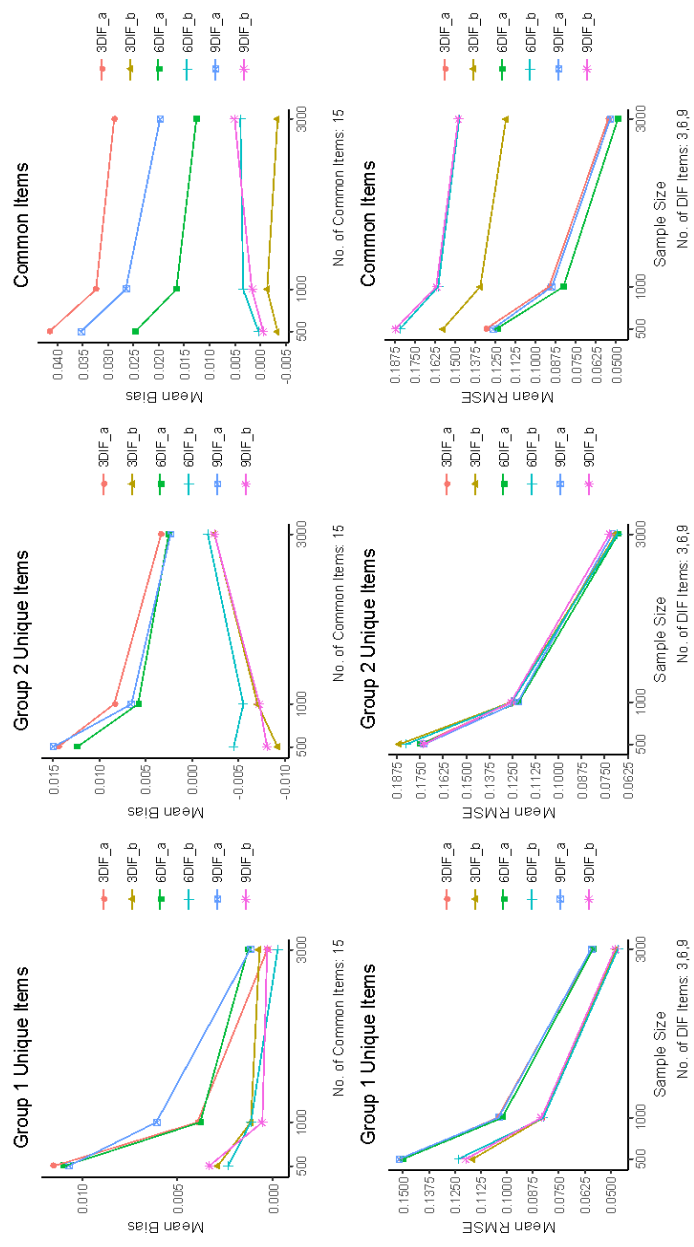 Group 1 Unique Items
Mean Bias
0.010
0.005
0.000
500
1000
3000
No. of Common Items: 15
3DIF_a
3DIF_b
6DIF_a
6DIF_b
9DIF_a
9DIF_b
Group 2 Unique Items
Mean Bias
0.015
0.010
0.005
0.000
-0.005
-0.010
500
1000
3000
No. of Common Items: 15
3DIF_a
3DIF_b
6DIF_a
6DIF_b
9DIF_a
9DIF_b
Common Items
Mean Bias
0.040
0.035
0.030
0.025
0.020
0.015
0.010
0.005
0.000
-0.005
500
1000
3000
No. of Common Items: 15
3DIF_a
3DIF_b
6DIF_a
6DIF_b
9DIF_a
9DIF_b
Group 1 Unique Items
Mean RMSE
0.1500
0.1375
0.1250
0.1125
0.1000
0.0875
0.0750
0.0625
0.0500
500
1000
3000
Sample Size
No. of DIF Items: 3,6,9
3DIF_a
3DIF_b
6DIF_a
6DIF_b
9DIF_a
9DIF_b
Group 2 Unique Items
Mean RMSE
0.1875
0.1750
0.1625
0.1500
0.1375
0.1250
0.1125
0.1000
0.0875
0.0750
0.0625
500
1000
3000
Sample Size
No. of DIF Items: 3,6,9
3DIF_a
3DIF_b
6DIF_a
6DIF_b
9DIF_a
9DIF_b
Common Items
Mean RMSE
0.1875
0.1750
0.1625
0.1500
0.1375
0.1250
0.1125
0.1000
0.0875
0.0750
0.0625
0.0500
500
1000
3000
Sample Size
No. of DIF Items: 3,6,9
3DIF_a
3DIF_b
6DIF_a
6DIF_b
9DIF_a
9DIF_b